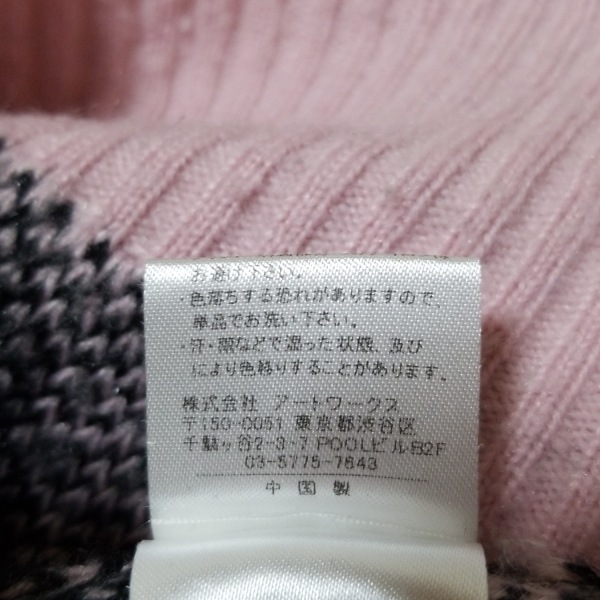 お避け下さい。
・色落ちする恐れがありますので、
単品でお洗い下さい。
・汗・雨などで湿った状態、及び
により色移りすることがあります。
株式会社 アートワークス
〒150-0051 東京都渋谷区
千駄ヶ谷2-3-7 POOLビルB2F
03-5775-7643
中国製